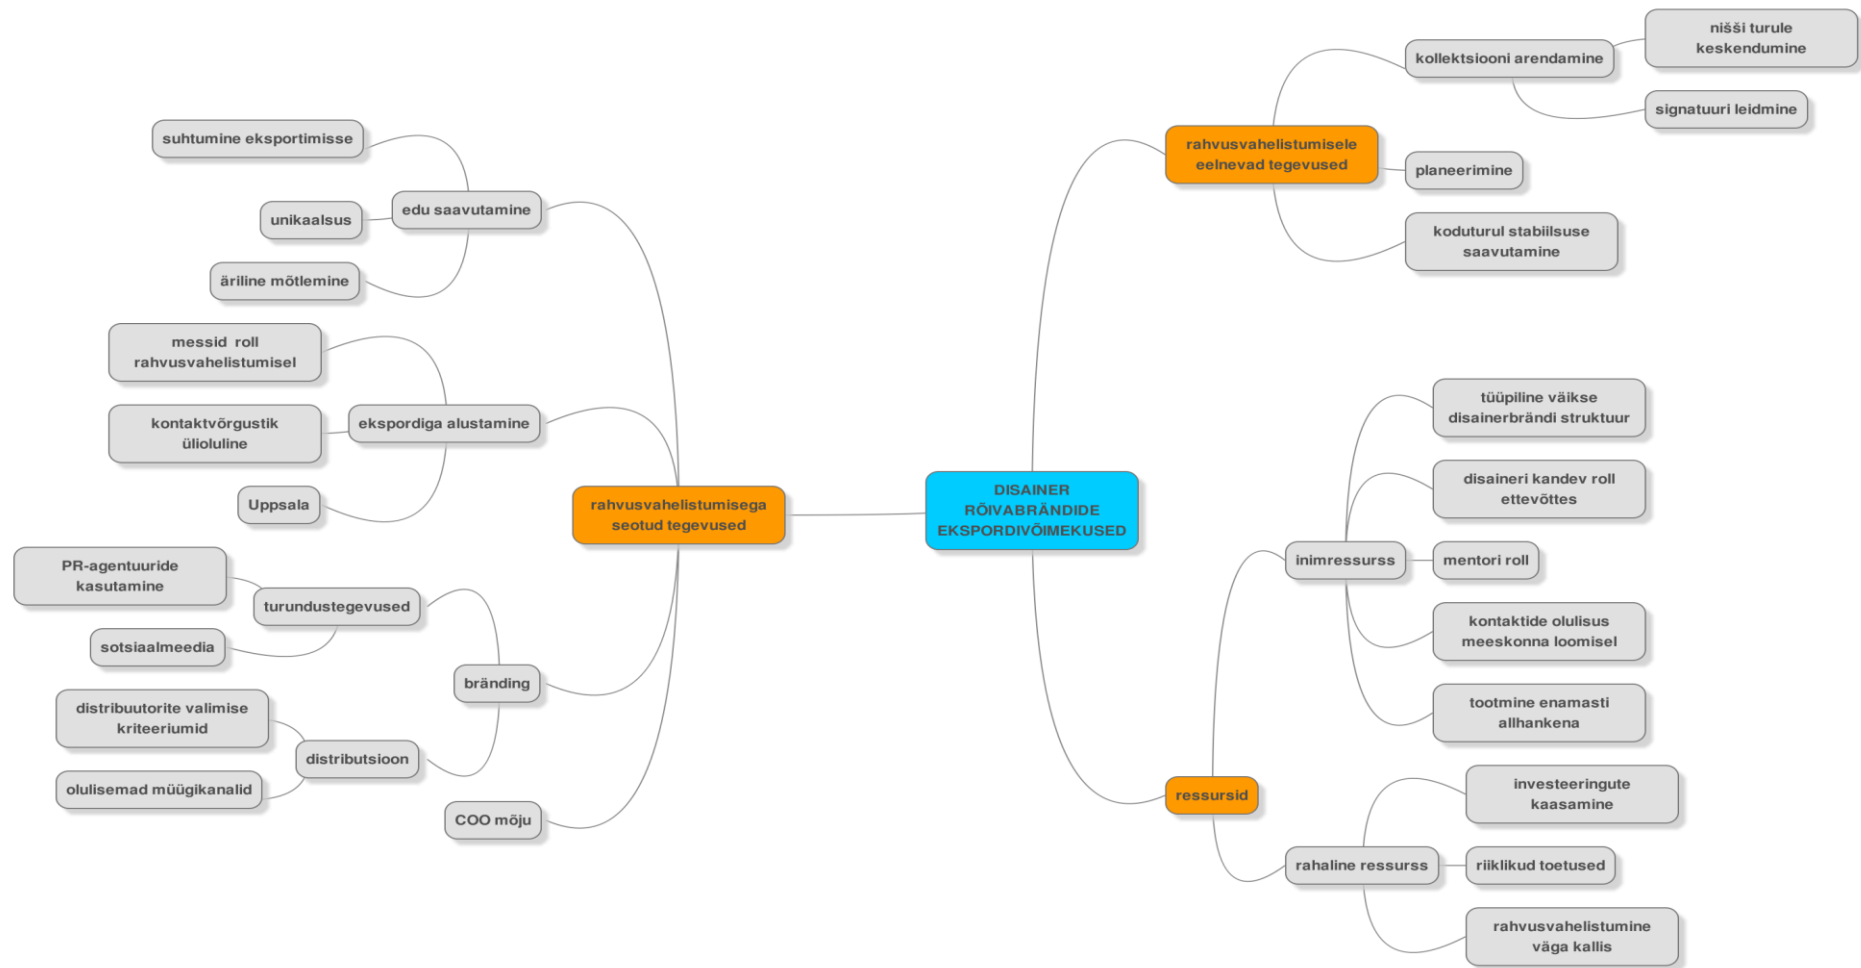 DISAINER
RÕIVABRÄNDIDE
EKSPORDIVÕIMEKUSED
rahvusvahelistumisele
eelnevad tegevused
kollektsiooni arendamine
nišši turule
keskendumine
signatuuri leidmine
planeerimine
koduturul stabiilsuse
saavutamine
ressursid
inimressurss
tüüpiline väikse
disainerbrändi struktuur
disaineri kandev roll
ettevõttes
mentori roll
kontaktide olulisus
meeskonna loomisel
tootmine enamasti
allhankena
rahaline ressurss
investeeringute
kaasamine
riiklikud toetused
rahvusvahelistumine
väga kallis
rahvusvahelistumisega
seotud tegevused
edu saavutamine
suhtumine eksportimisse
unikaalsus
äriline mõtlemine
ekspordiga alustamine
messid roll
rahvusvahelistumisel
kontaktvõrgustik
ülioluline
Uppsala
bränding
turundustegevused
PR-agentuuride
kasutamine
sotsiaalmeedia
distributsioon
distribuutorite valimise
kriteeriumid
olulisemad müügikanalid
COO mõju